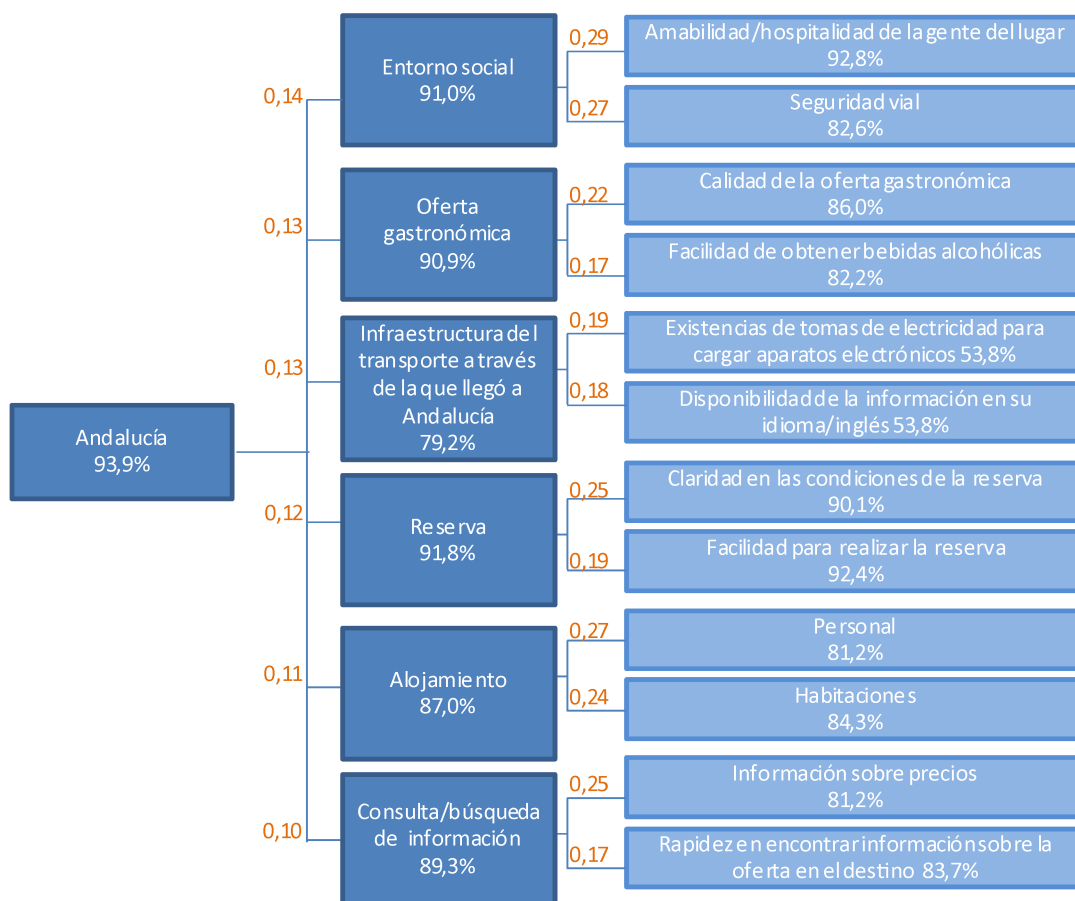 0,29
Amabilidad/hospitalidad de la gente del lugar
92,8%
Entorno social
91,0%
0,14
0,27
Seguridad vial
82,6%
0,22
Calidad de la oferta gastronómica
86,0%
Oferta
gastronómica
90,9%
0,13
0,17
Facilidad de obtener bebidas alcohólicas
82,2%
0,19
Existencias de tomas de electricidad para
cargar aparatos electrónicos 53,8%
Infraestructura del
transporte a través
de la que llegó a
Andalucía
79,2%
0,13
0,18
Disponibilidad de la información en su
idioma/inglés 53,8%
Andalucía
93,9%
0,25
Claridad en las condiciones de la reserva
90,1%
Reserva
91,8%
0,12
0,19
Facilidad para realizar la reserva
92,4%
0,27
Personal
81,2%
Alojamiento
87,0%
0,11
0,24
Habitaciones
84,3%
0,25
Información sobre precios
81,2%
Consulta/búsqueda
de información
89,3%
0,10
0,17
Rapidez en encontrar información sobre la
oferta en el destino 83,7%